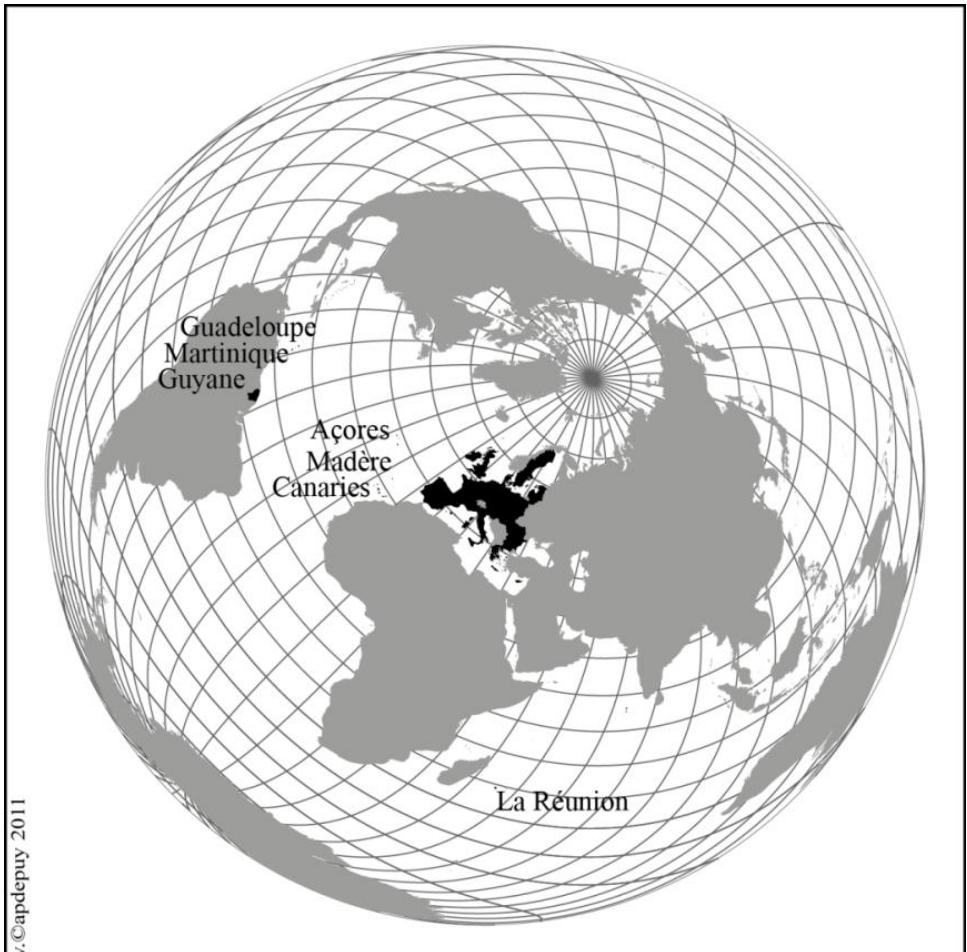 Guadeloupe
Martinique
Guyane
Açores
Madère
Canaries
La Réunion
©apdepuy 2011